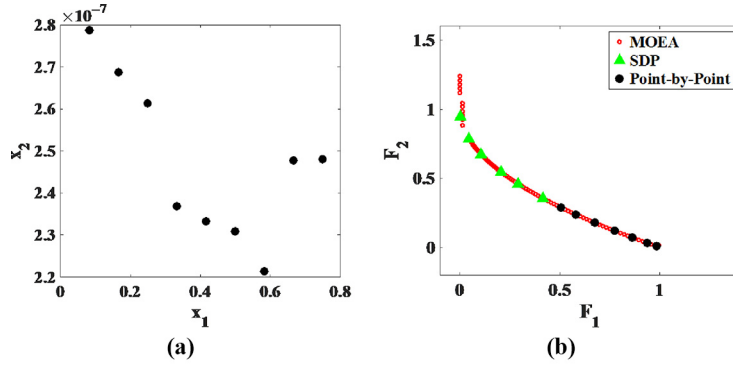 ×10⁻⁷
2.8
2.7
2.6
2.5
2.4
2.3
2.2
x₂
0 0.2 0.4 0.6 0.8
x₁
(a)
MOEA
SDP
Point-by-Point
1.5
1
0.5
0
F₂
0 0.5 1
F₁
(b)